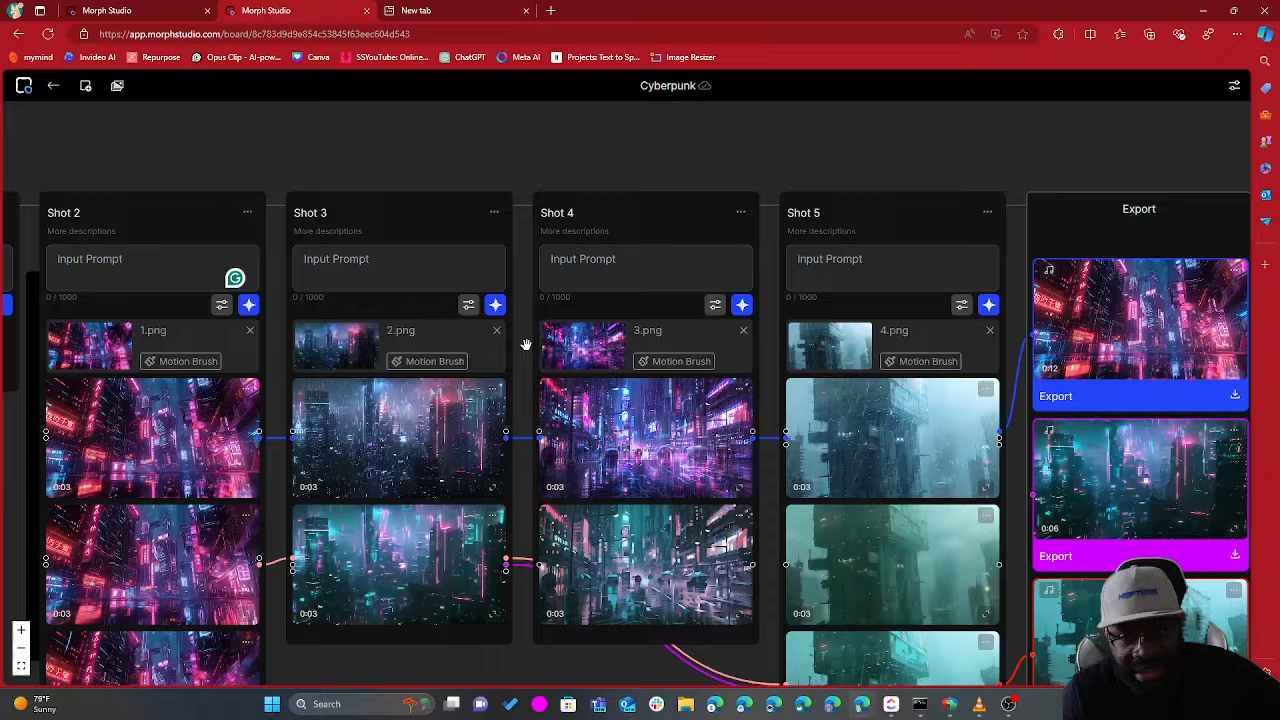 Morph Studio
Morph Studio
New tab
https://app.morphstudio.com/board/8c783d9d9e854c53845f63eec604d543
mymind
Invideo AI
Repurpose
Opus Clip - AI-pow...
Canva
SSYouTube: Online...
ChatGPT
Meta AI
Projects: Text to Sp...
Image Resizer
Cyberpunk
Shot 2
More descriptions
Input Prompt
0 / 1000
1.png
Motion Brush
0:03
0:03
Shot 3
More descriptions
Input Prompt
0 / 1000
2.png
Motion Brush
0:03
0:03
Shot 4
More descriptions
Input Prompt
0 / 1000
3.png
Motion Brush
0:03
0:03
Shot 5
More descriptions
Input Prompt
0 / 1000
4.png
Motion Brush
0:03
0:03
Export
0:12
Export
0:06
Export
79°F
Sunny
Search